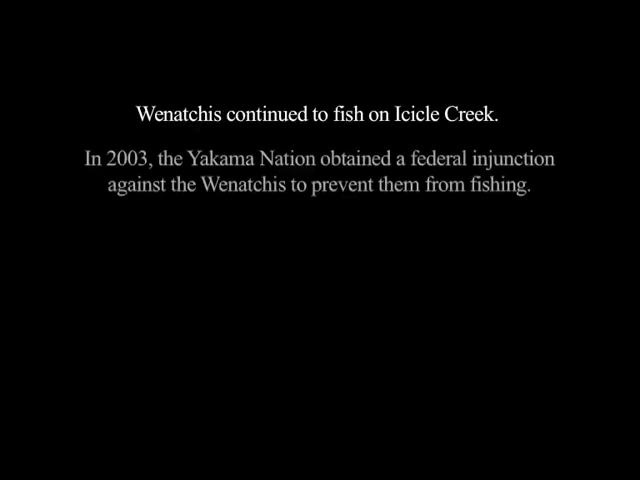 Wenatchis continued to fish on Icicle Creek.
In 2003, the Yakama Nation obtained a federal injunction
against the Wenatchis to prevent them from fishing.